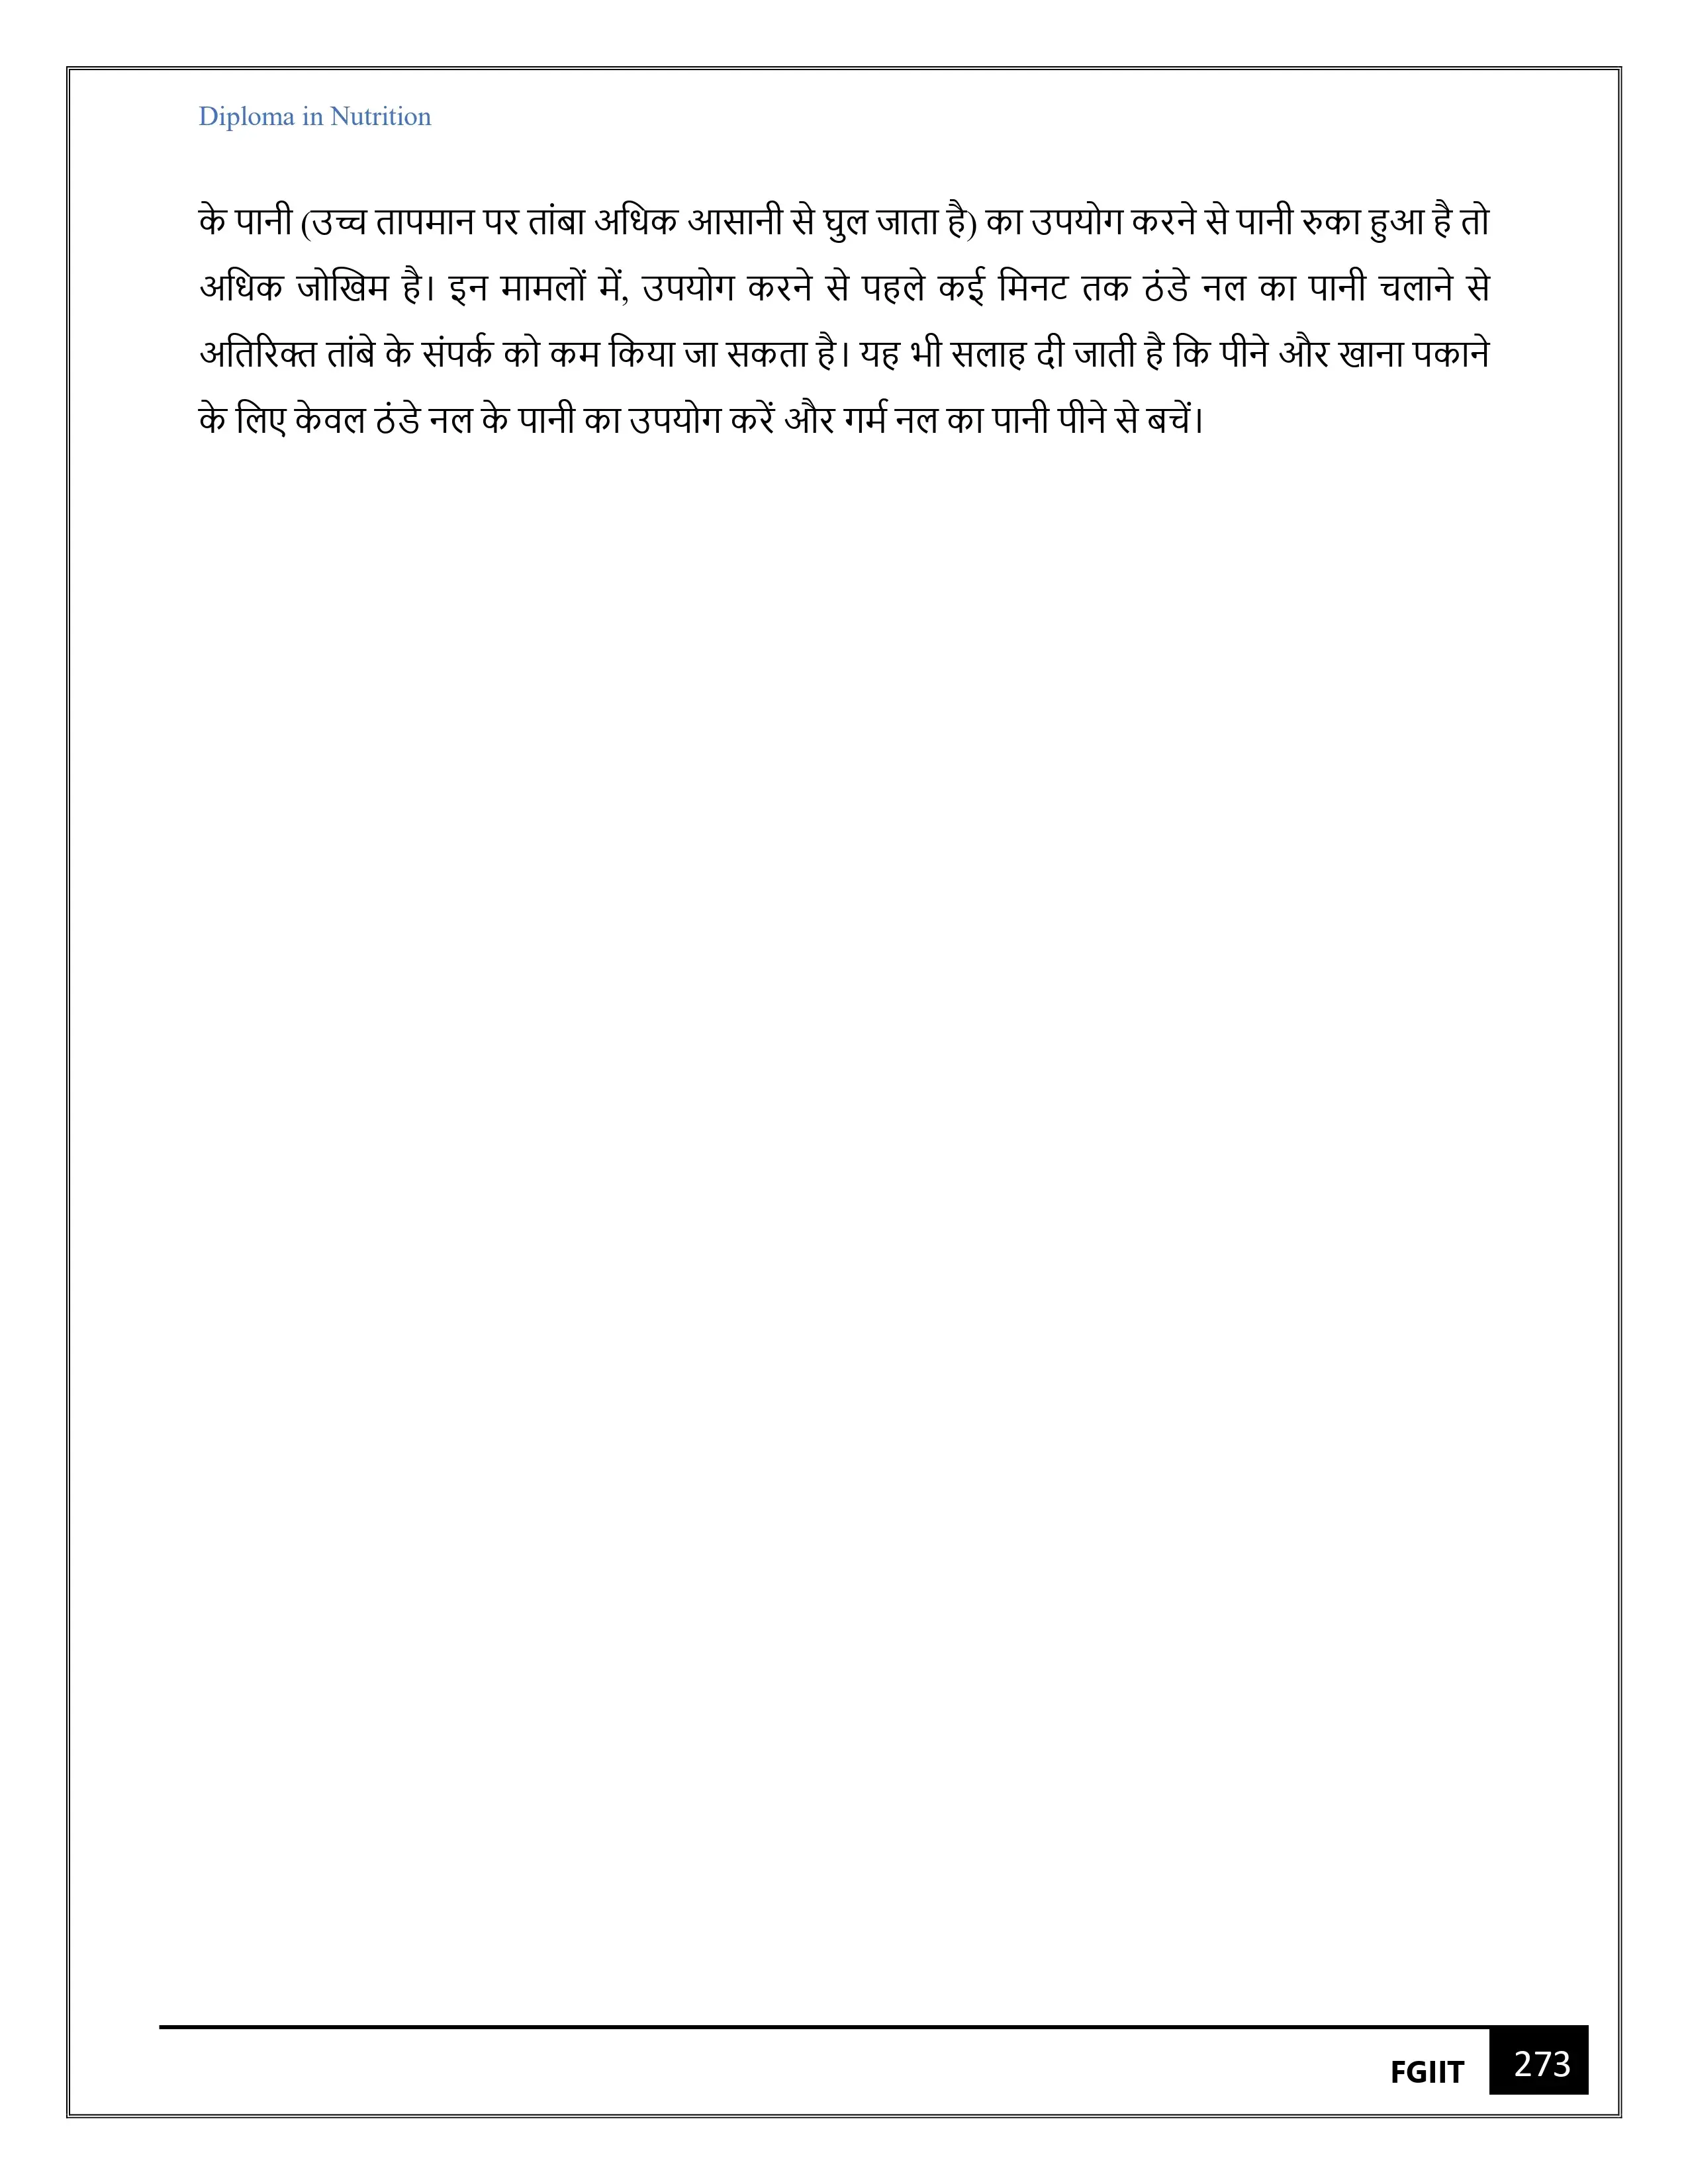 Diploma in Nutrition
के पानी (उच्च तापमान पर तांबा अधिक आसानी से घुल जाता है) का उपयोग करने से पानी रुका हुआ है तो
अधिक जोखिम है। इन मामलों में, उपयोग करने से पहले कई मिनट तक ठंडे नल का पानी चलाने से
अतिरिक्त तांबे के संपर्क को कम किया जा सकता है। यह भी सलाह दी जाती है कि पीने और खाना पकाने
के लिए केवल ठंडे नल के पानी का उपयोग करें और गर्म नल का पानी पीने से बचें।
FGIIT 273